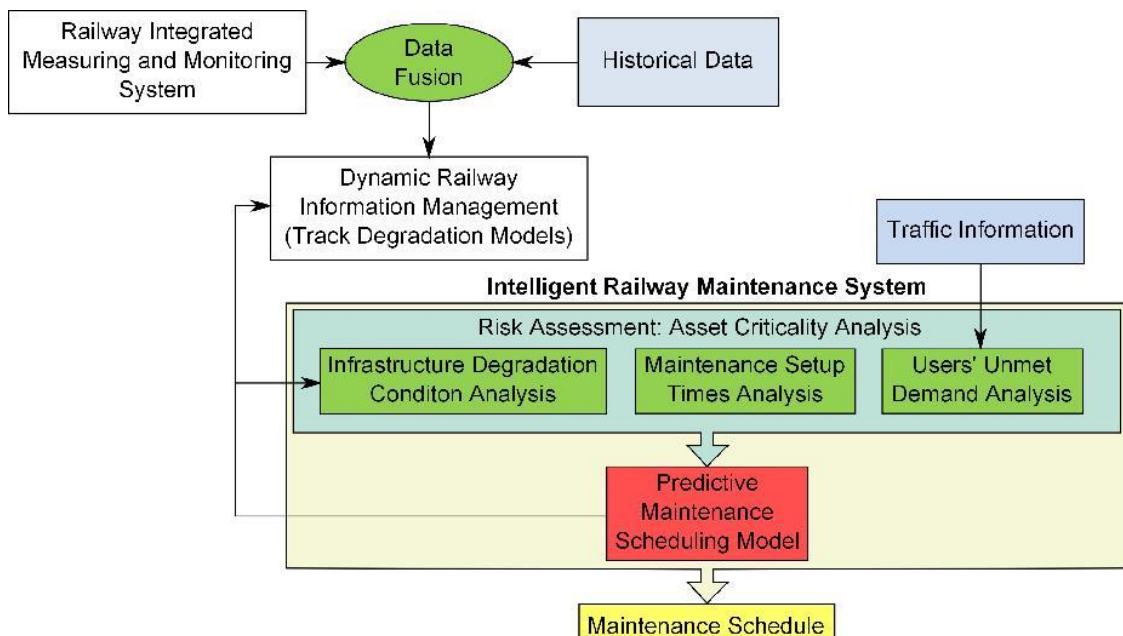 Railway Integrated
Measuring and Monitoring
System
Data
Fusion
Historical Data
Dynamic Railway
Information Management
(Track Degradation Models)
Traffic Information
Intelligent Railway Maintenance System
Risk Assessment: Asset Criticality Analysis
Infrastructure Degradation
Conditon Analysis
Maintenance Setup
Times Analysis
Users' Unmet
Demand Analysis
Predictive
Maintenance
Scheduling Model
Maintenance Schedule